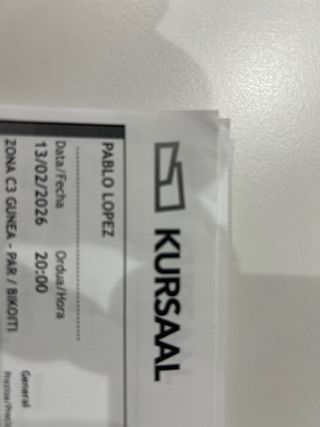 KURSAAL
PABLO LOPEZ
Data/Fecha Ordua/Hora
13/02/2026 20:00
ZONA C3 GUNEA - PAR / BIKOITI
General